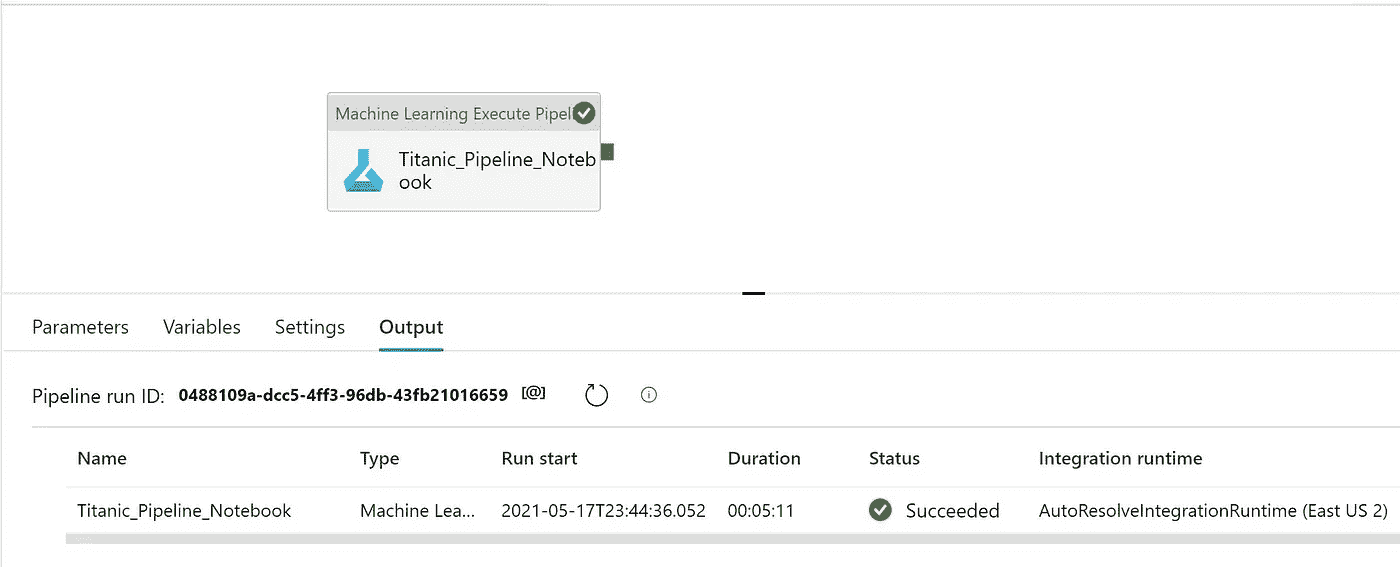 Machine Learning Execute Pipel
Titanic_Pipeline_Noteb
ook
Parameters Variables Settings Output
Pipeline run ID: 0488109a-dcc5-4ff3-96db-43fb21016659 [@]
Name Type Run start Duration Status Integration runtime
Titanic_Pipeline_Notebook Machine Lea... 2021-05-17T23:44:36.052 00:05:11 Succeeded AutoResolveIntegrationRuntime (East US 2)